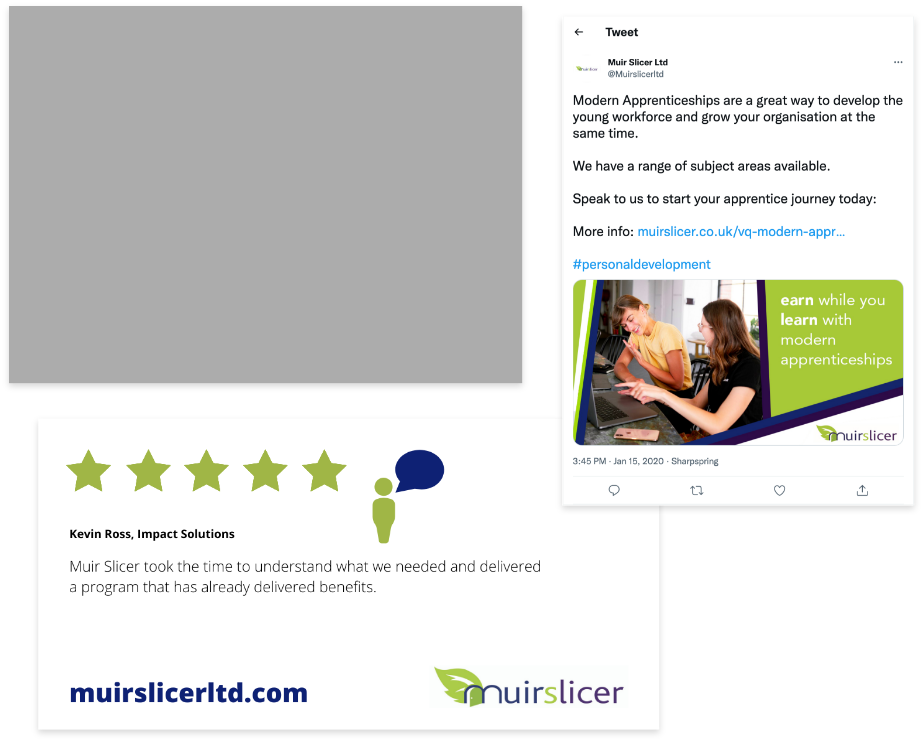 Tweet
muirslicer
Muir Slicer Ltd
@Muirslicerltd
Modern Apprenticeships are a great way to develop the
young workforce and grow your organisation at the
same time.
We have a range of subject areas available.
Speak to us to start your apprentice journey today:
More info: muirslicer.co.uk/vq-modern-appr...
#personaldevelopment
earn while you
learn with
modern
apprenticeships
muirslicer
3:45 PM · Jan 15, 2020 · Sharpspring
Kevin Ross, Impact Solutions
Muir Slicer took the time to understand what we needed and delivered
a program that has already delivered benefits.
muirslicerltd.com
muirslicer